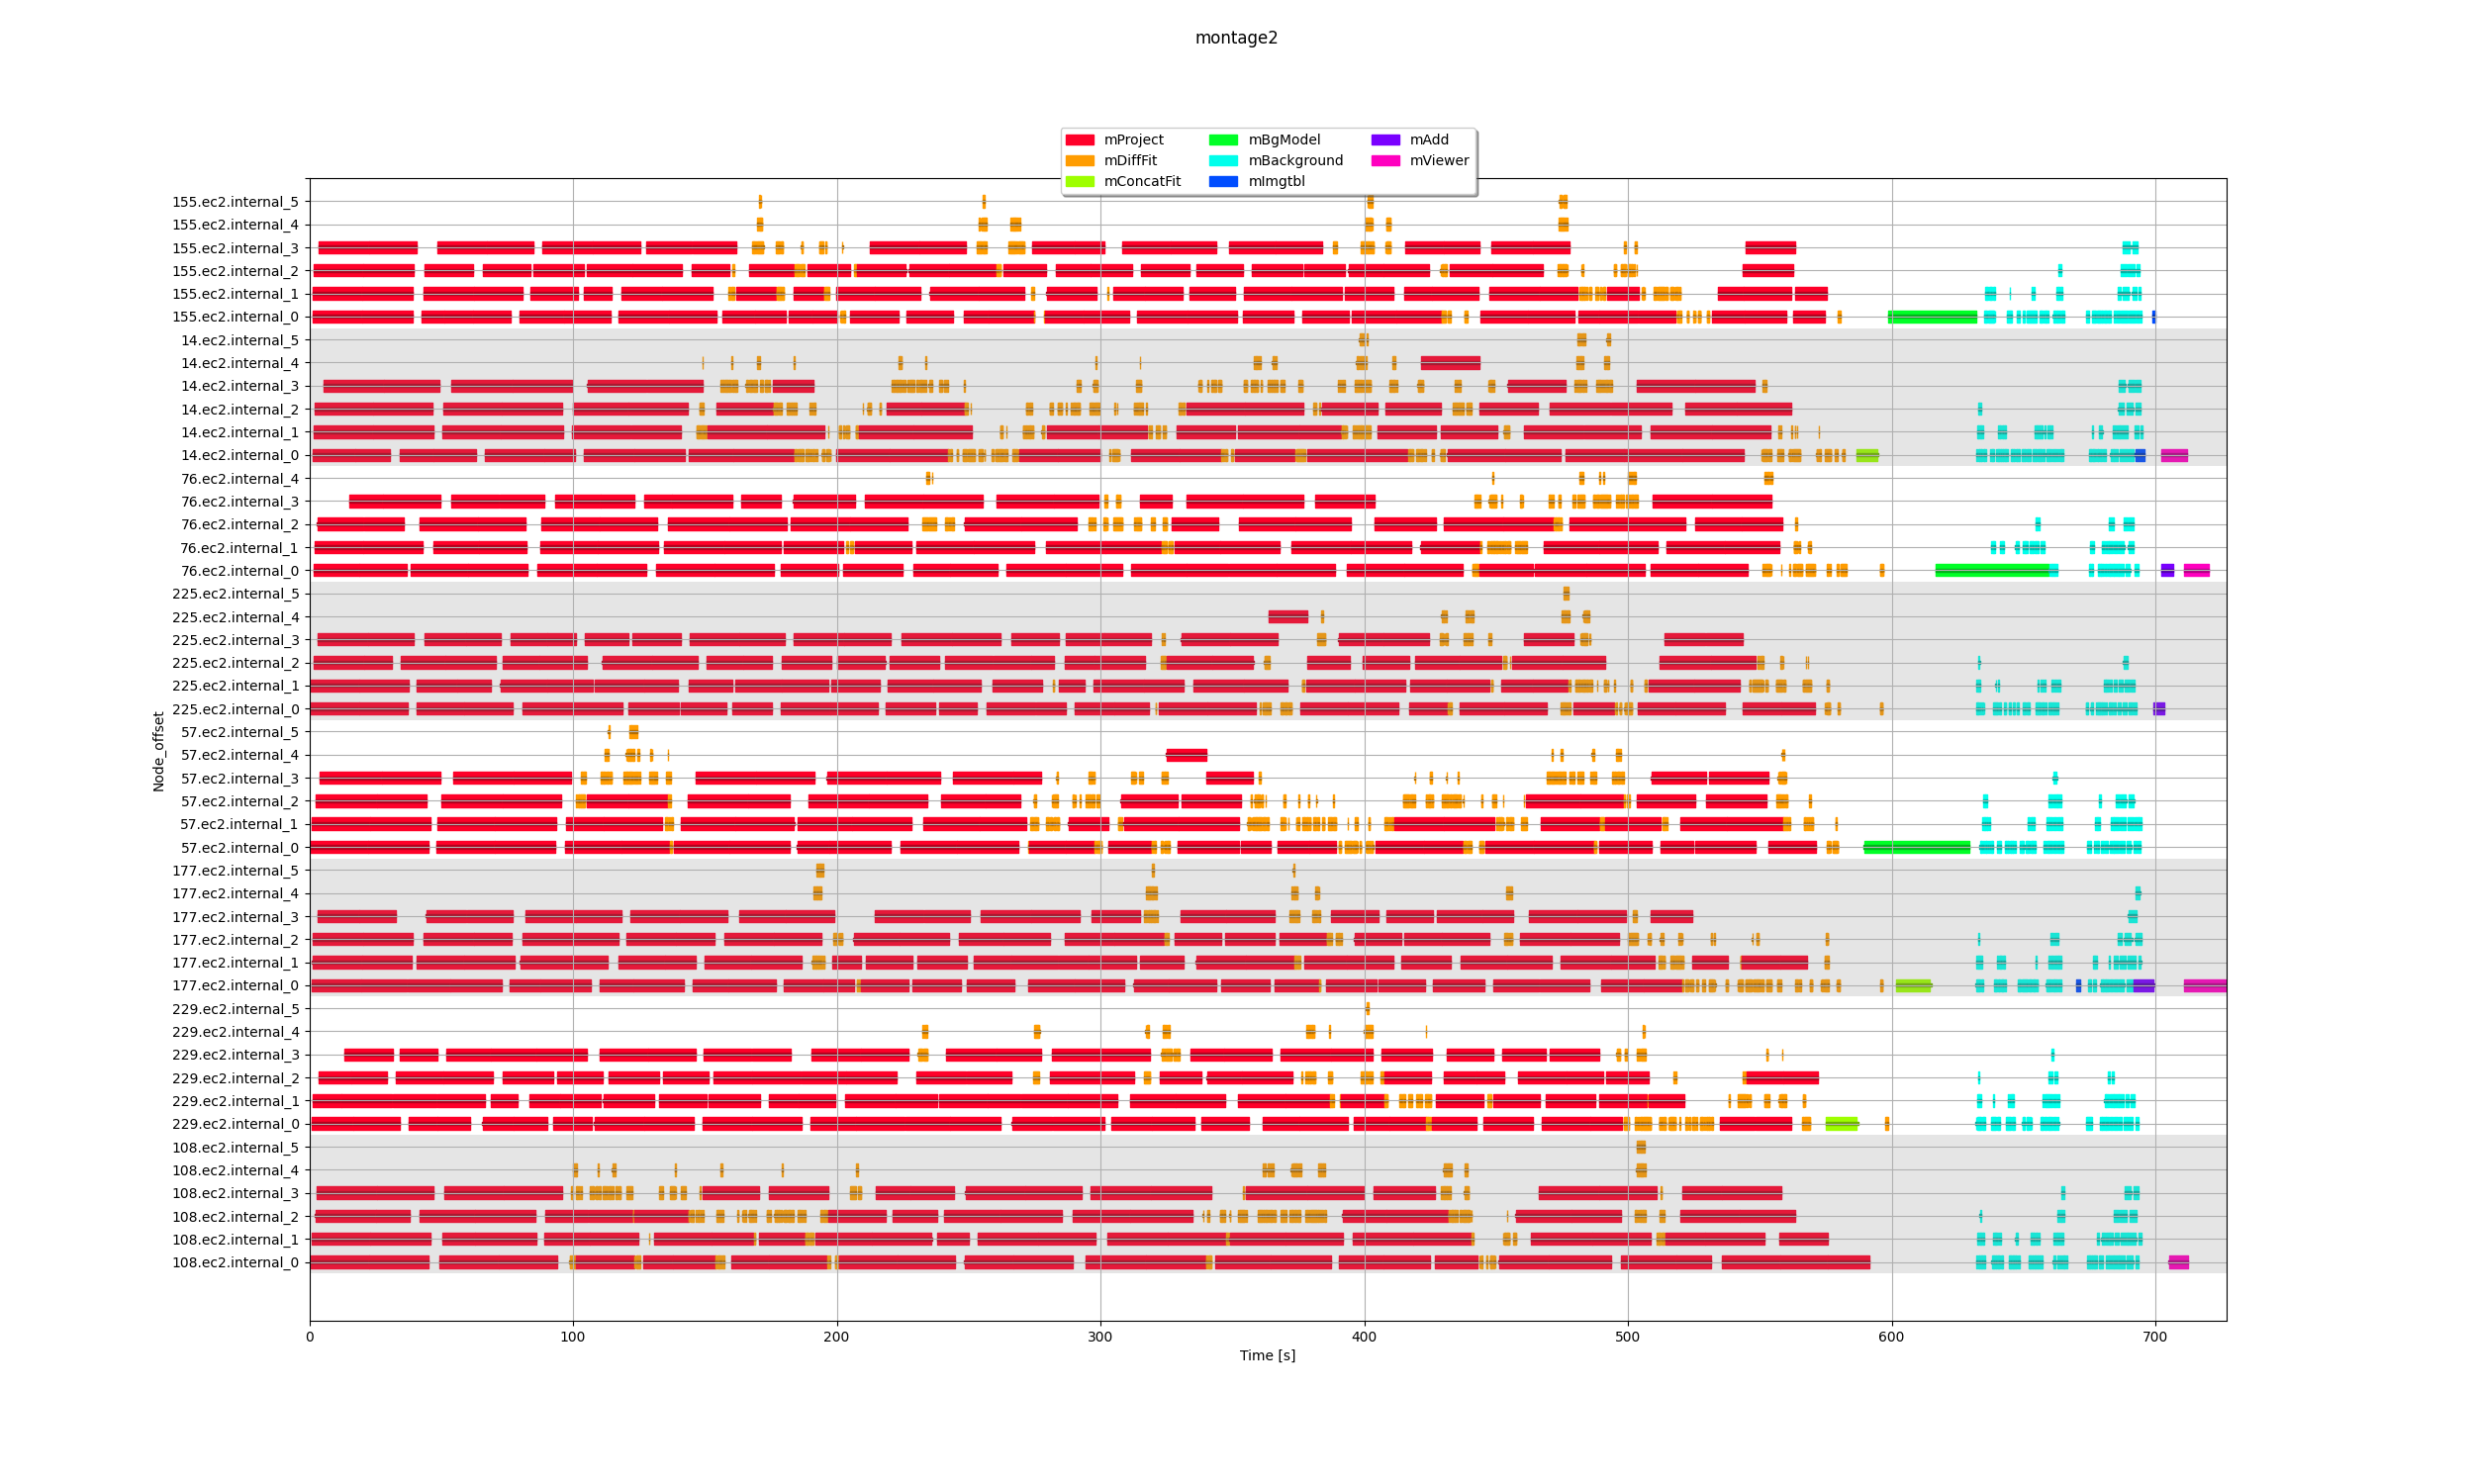 montage2
mProject
mDiffFit
mConcatFit
mBgModel
mBackground
mImgtbl
mAdd
mViewer
155.ec2.internal_5
155.ec2.internal_4
155.ec2.internal_3
155.ec2.internal_2
155.ec2.internal_1
155.ec2.internal_0
14.ec2.internal_5
14.ec2.internal_4
14.ec2.internal_3
14.ec2.internal_2
14.ec2.internal_1
14.ec2.internal_0
76.ec2.internal_4
76.ec2.internal_3
76.ec2.internal_2
76.ec2.internal_1
76.ec2.internal_0
225.ec2.internal_5
225.ec2.internal_4
225.ec2.internal_3
225.ec2.internal_2
225.ec2.internal_1
225.ec2.internal_0
57.ec2.internal_5
57.ec2.internal_4
57.ec2.internal_3
57.ec2.internal_2
57.ec2.internal_1
57.ec2.internal_0
177.ec2.internal_5
177.ec2.internal_4
177.ec2.internal_3
177.ec2.internal_2
177.ec2.internal_1
177.ec2.internal_0
229.ec2.internal_5
229.ec2.internal_4
229.ec2.internal_3
229.ec2.internal_2
229.ec2.internal_1
229.ec2.internal_0
108.ec2.internal_5
108.ec2.internal_4
108.ec2.internal_3
108.ec2.internal_2
108.ec2.internal_1
108.ec2.internal_0
Node_offset
0 100 200 300 400 500 600 700
Time [s]